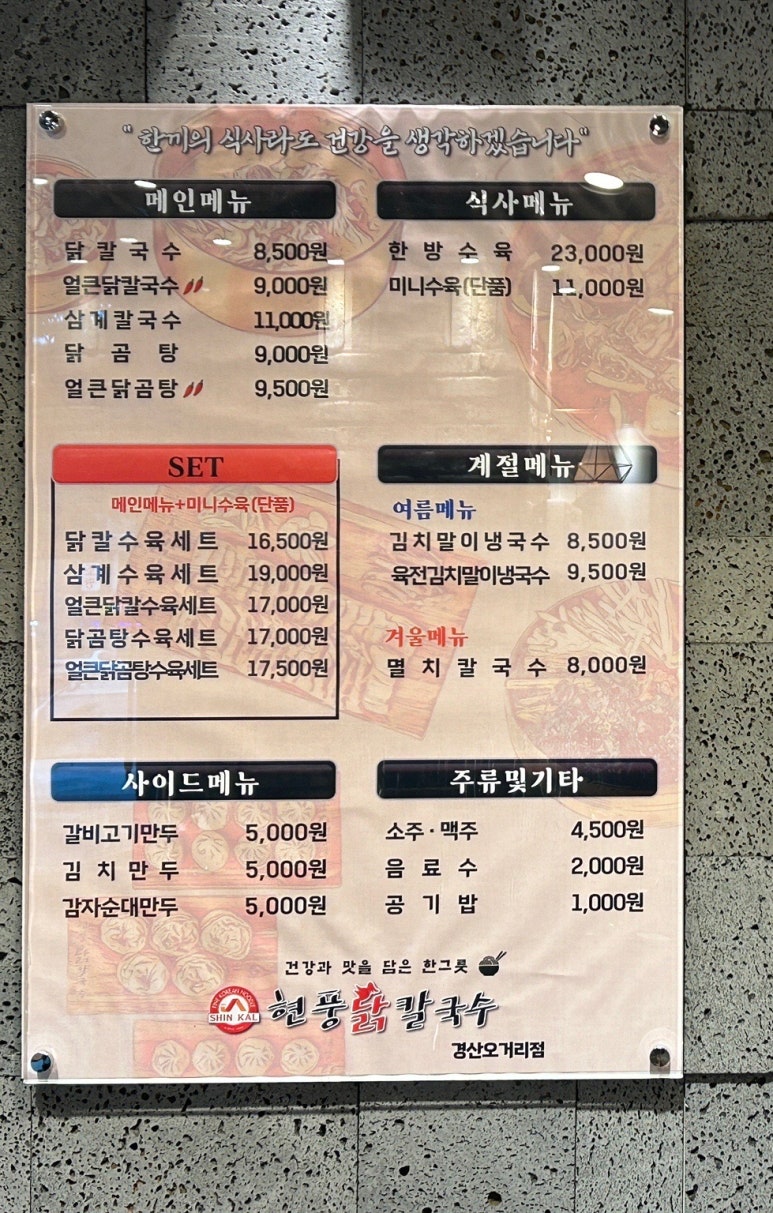 "한끼의 식사라도 건강을 생각하겠습니다"
메인메뉴
닭칼국수 8,500원
얼큰닭칼국수 9,000원
삼계칼국수 11,000원
닭곰탕 9,000원
얼큰닭곰탕 9,500원
식사메뉴
한방수육 23,000원
미니수육(단품) 11,000원
SET
메인메뉴+미니수육(단품)
닭칼수육세트 16,500원
삼계수육세트 19,000원
얼큰닭칼수육세트 17,000원
닭곰탕수육세트 17,000원
얼큰닭곰탕수육세트 17,500원
계절메뉴
여름메뉴
김치말이냉국수 8,500원
육전김치말이냉국수 9,500원
겨울메뉴
멸치칼국수 8,000원
사이드메뉴
갈비고기만두 5,000원
김치만두 5,000원
감자순대만두 5,000원
주류및기타
소주·맥주 4,500원
음료수 2,000원
공기밥 1,000원
건강과 맛을 담은 한그릇
SHIN KAL
현풍닭칼국수
경산오거리점